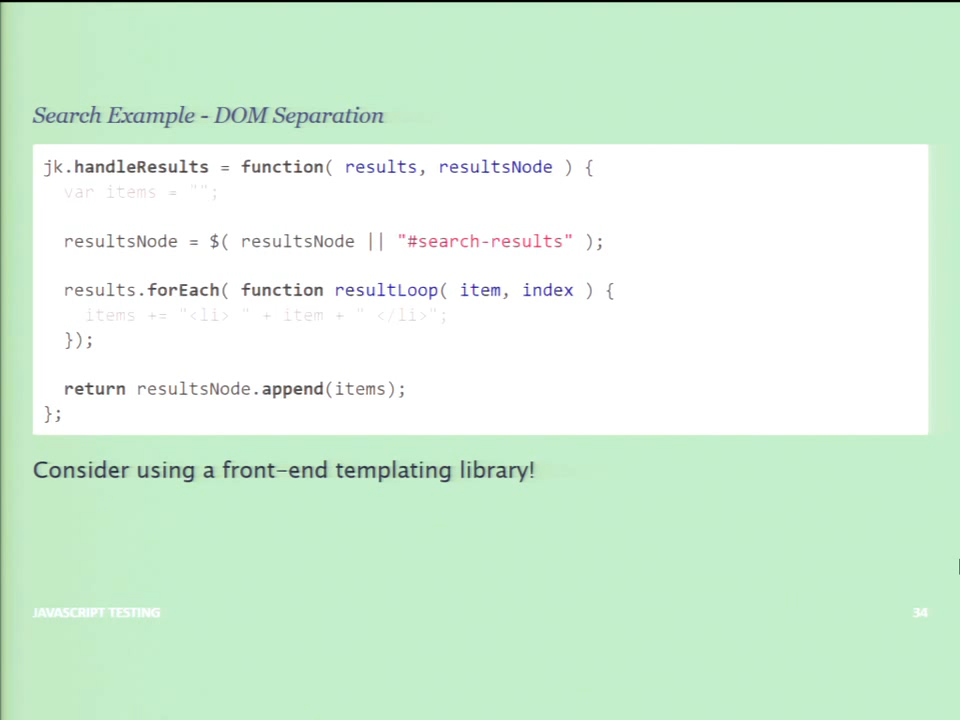 Search Example - DOM Separation
jk.handleResults = function( results, resultsNode ) {
var items = "";
resultsNode = $( resultsNode || "#search-results" );
results.forEach( function resultLoop( item, index ) {
items += "<li> " + item + " </li>";
});
return resultsNode.append(items);
};
Consider using a front-end templating library!
JAVASCRIPT TESTING
34